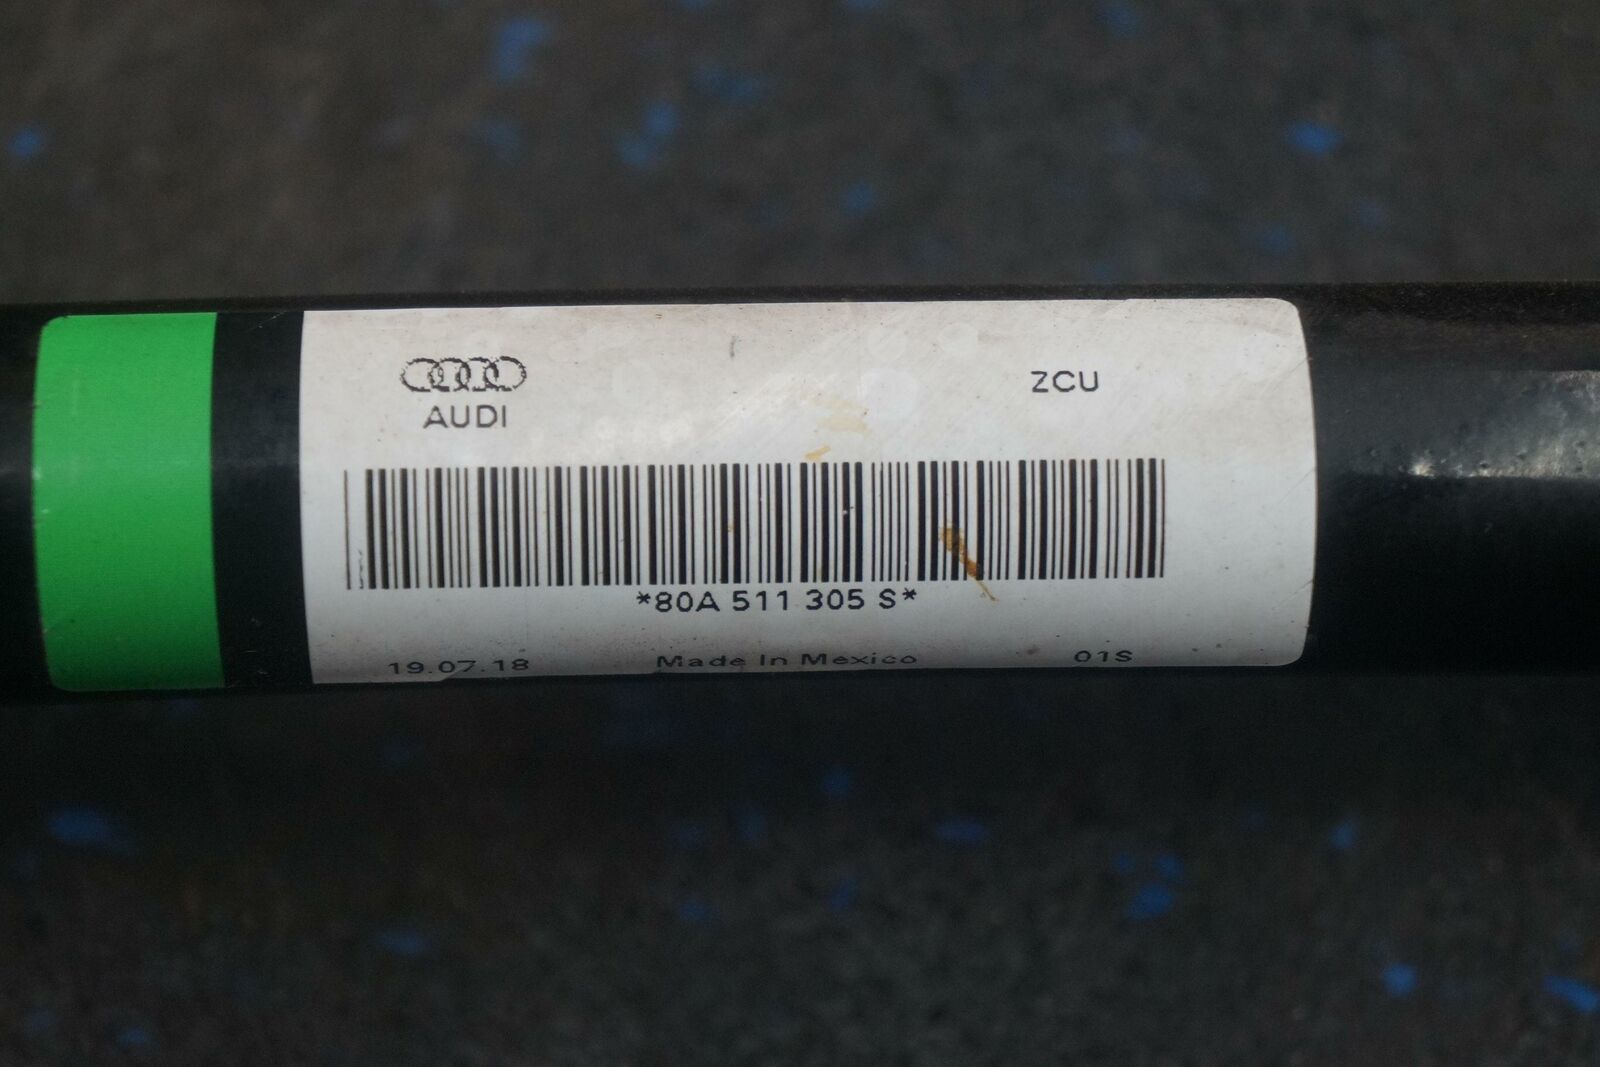 AUDI ZCU
*80A 511 305 S*
19.07.18 Made In Mexico 01S